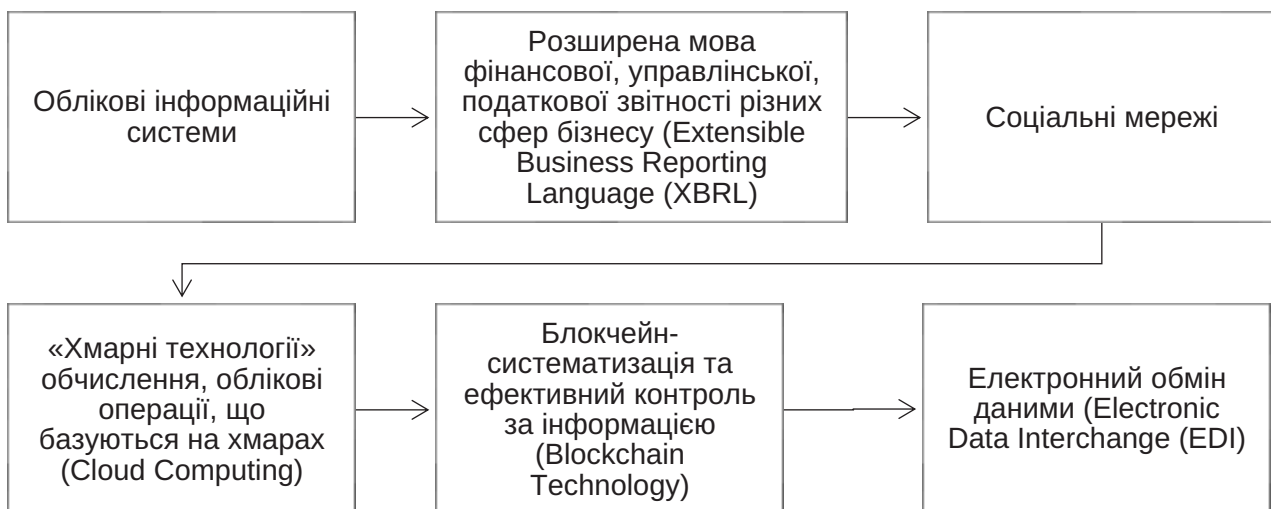 Облікові інформаційні
системи
Розширена мова
фінансової, управлінської,
податкової звітності різних
сфер бізнесу (Extensible
Business Reporting
Language (XBRL)
Соціальні мережі
«Хмарні технології»
обчислення, облікові
операції, що
базуються на хмарах
(Cloud Computing)
Блокчейн-
систематизація та
ефективний контроль
за інформацією
(Blockchain
Technology)
Електронний обмін
даними (Electronic
Data Interchange (EDI)